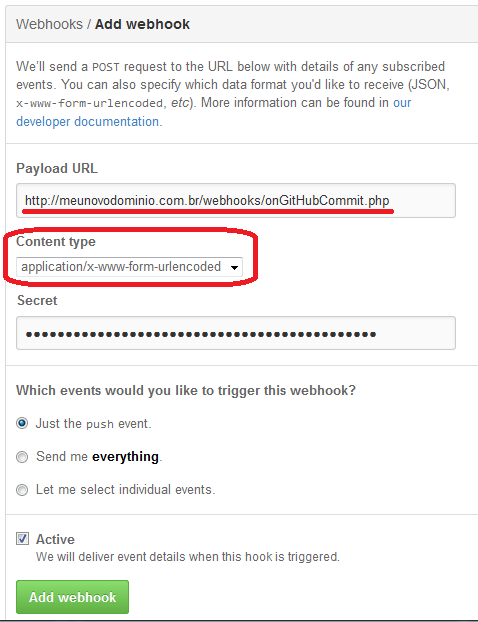 Webhooks / Add webhook
We'll send a POST request to the URL below with details of any subscribed
events. You can also specify which data format you'd like to receive (JSON,
x-www-form-urlencoded, etc). More information can be found in our
developer documentation.
Payload URL
http://meunovodominio.com.br/webhooks/onGitHubCommit.php
Content type
application/x-www-form-urlencoded
Secret
●●●●●●●●●●●●●●●●●●●●●●●●●●●●●●●●●●●●●●●●●●●●
Which events would you like to trigger this webhook?
Just the push event.
Send me everything.
Let me select individual events.
Active
We will deliver event details when this hook is triggered.
Add webhook